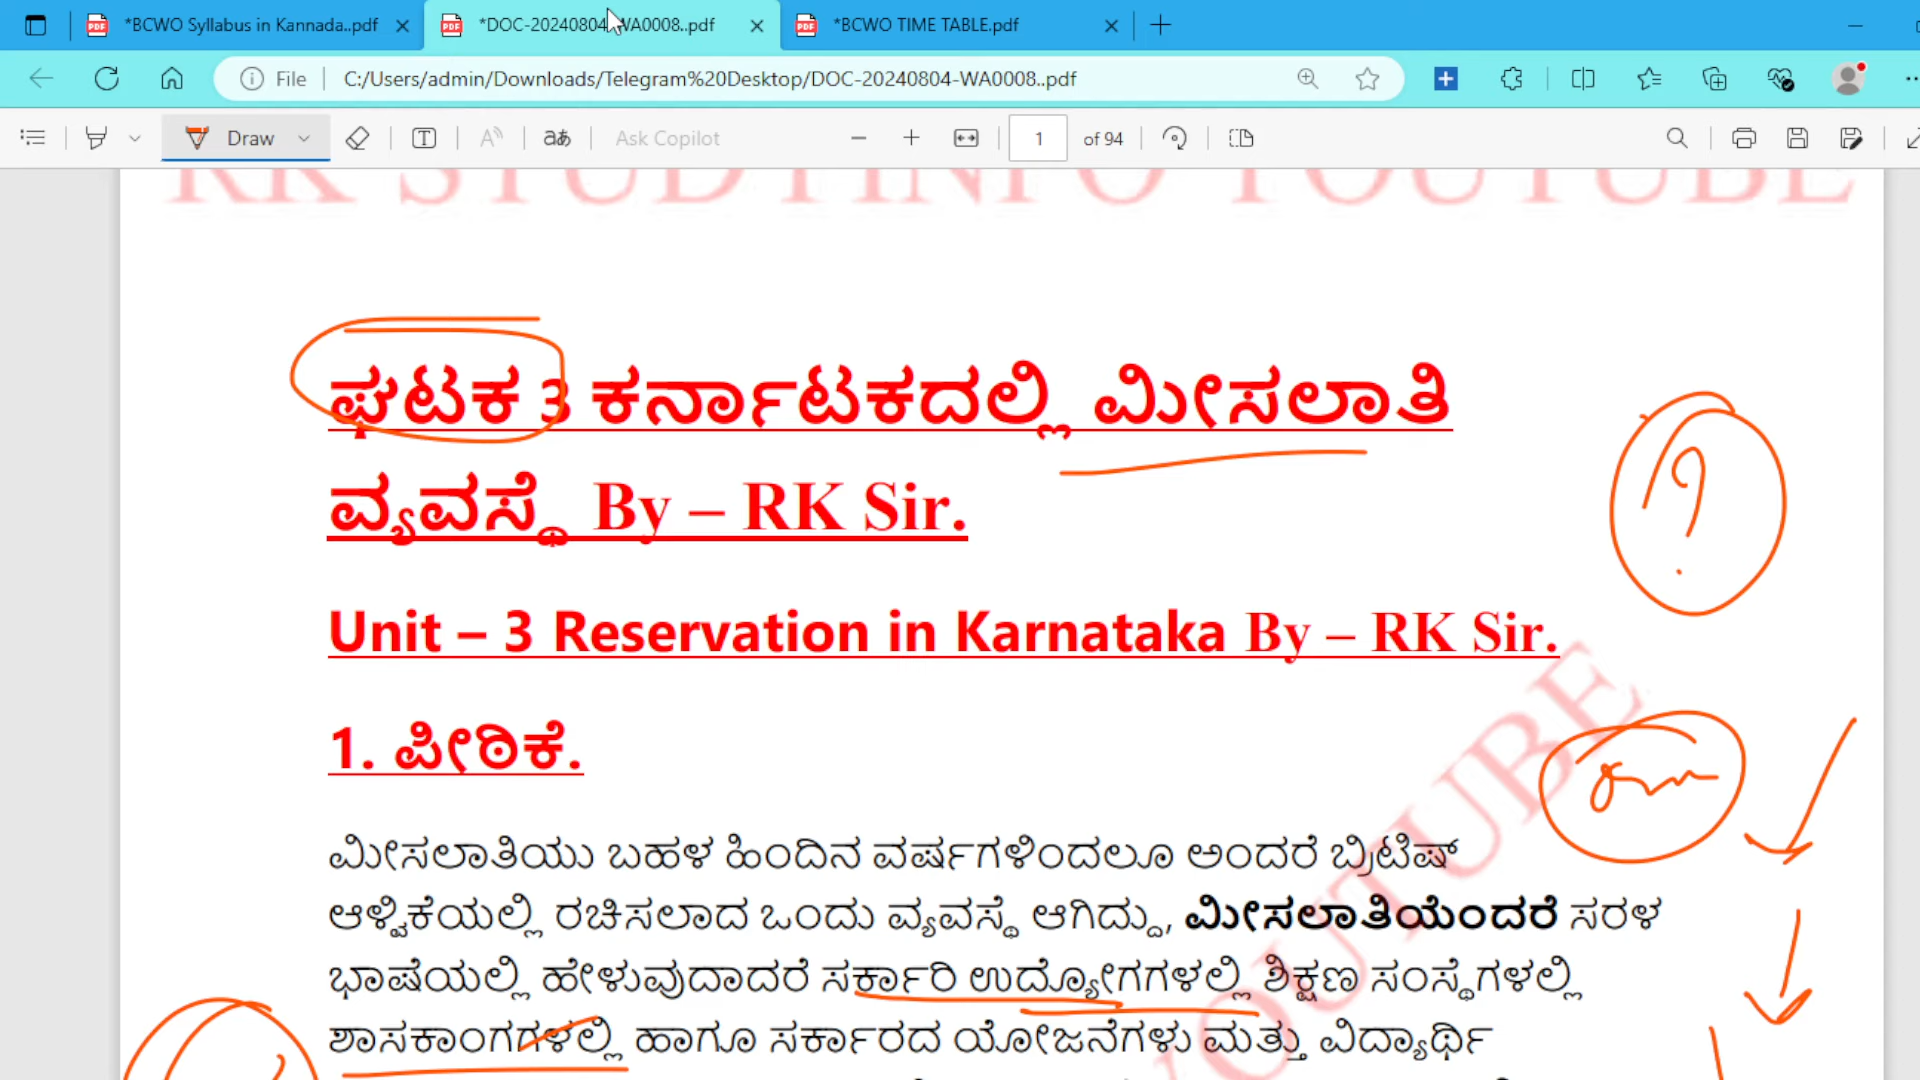 *BCWO Syllabus in Kannada..pdf
*DOC-20240804-WA0008..pdf
*BCWO TIME TABLE.pdf
File
C:/Users/admin/Downloads/Telegram%20Desktop/DOC-20240804-WA0008..pdf
Draw
Ask Copilot
1 of 94
RK STUDYINFO YOUTUBE
ಘಟಕ 3 ಕರ್ನಾಟಕದಲ್ಲಿ ಮೀಸಲಾತಿ
ವ್ಯವಸ್ಥೆ By – RK Sir.
Unit – 3 Reservation in Karnataka By – RK Sir.
1. ಪೀಠಿಕೆ.
ಮೀಸಲಾತಿಯು ಬಹಳ ಹಿಂದಿನ ವರ್ಷಗಳಿಂದಲೂ ಅಂದರೆ ಬ್ರಿಟಿಷ್
ಆಳ್ವಿಕೆಯಲ್ಲಿ ರಚಿಸಲಾದ ಒಂದು ವ್ಯವಸ್ಥೆ ಆಗಿದ್ದು, ಮೀಸಲಾತಿಯೆಂದರೆ ಸರಳ
ಭಾಷೆಯಲ್ಲಿ ಹೇಳುವುದಾದರೆ ಸರ್ಕಾರಿ ಉದ್ಯೋಗಗಳಲ್ಲಿ ಶಿಕ್ಷಣ ಸಂಸ್ಥೆಗಳಲ್ಲಿ
ಶಾಸಕಾಂಗಗಳಲ್ಲಿ ಹಾಗೂ ಸರ್ಕಾರದ ಯೋಜನೆಗಳು ಮತ್ತು ವಿದ್ಯಾರ್ಥಿ
YOUTUBE